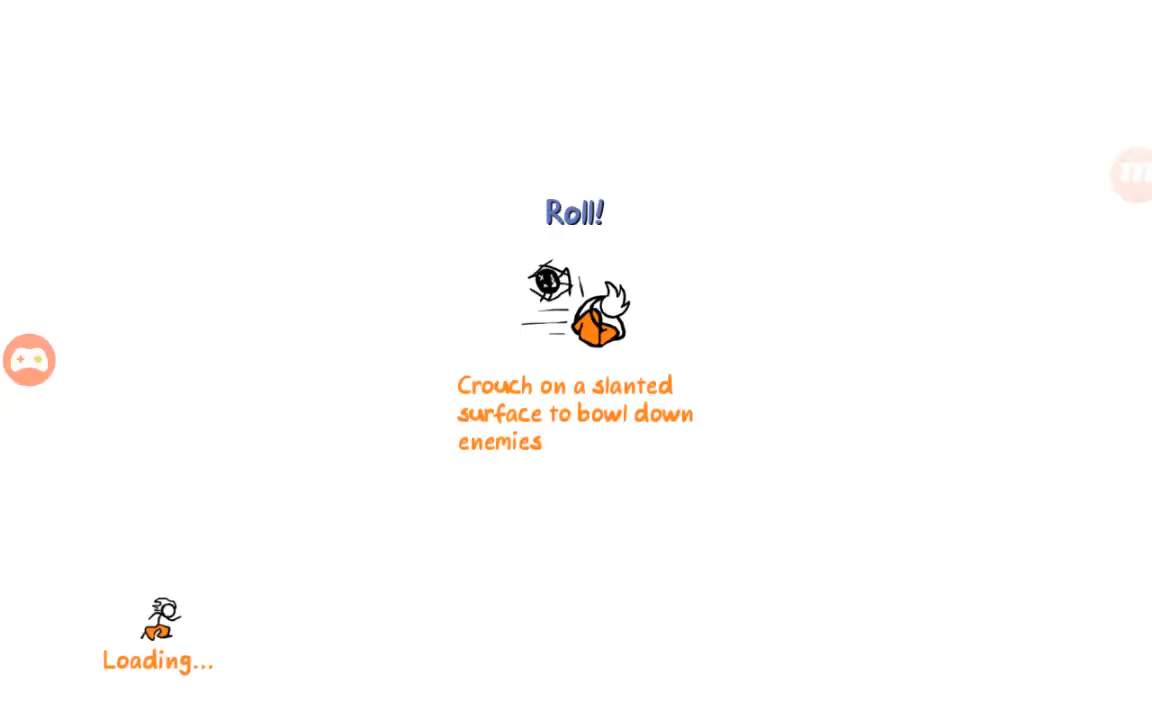 Roll!
Crouch on a slanted
surface to bowl down
enemies
Loading...